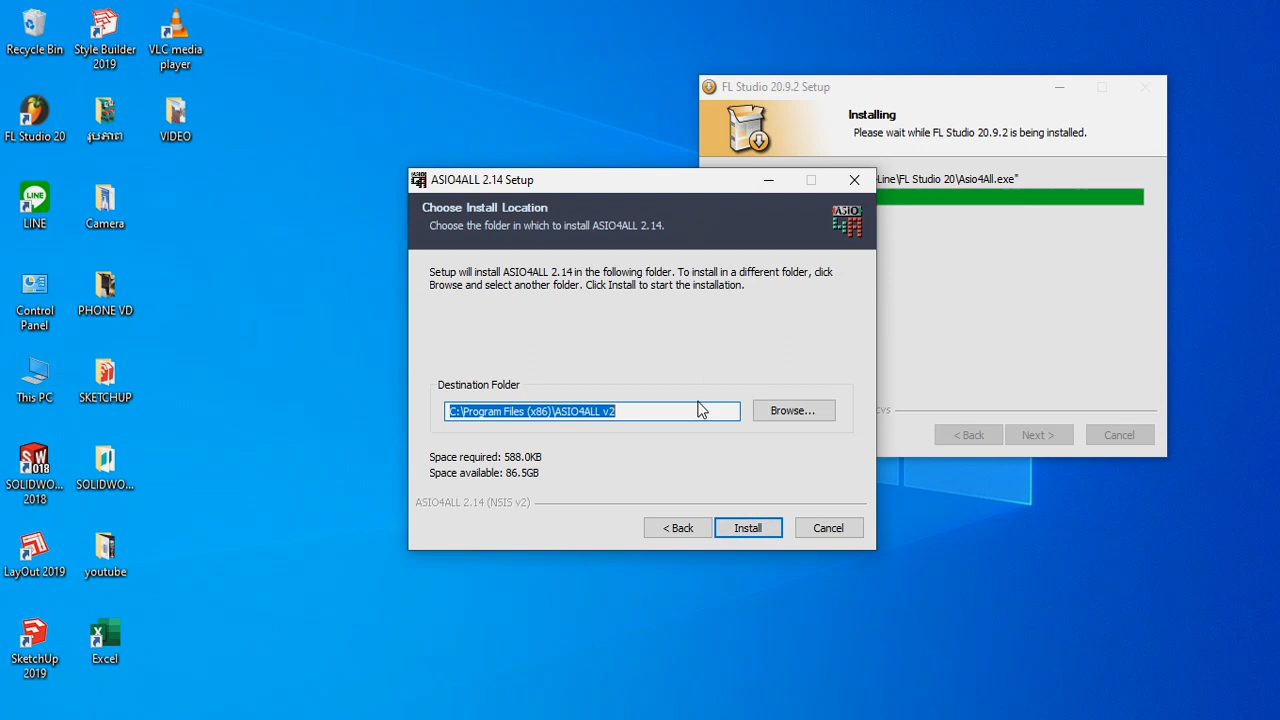 Recycle Bin
Style Builder
2019
VLC media
player
FL Studio 20
រូបភាព
VIDEO
LINE
Camera
Control
Panel
PHONE VD
This PC
SKETCHUP
SOLIDWO...
2018
SOLIDWO...
LayOut 2019
youtube
SketchUp
2019
Excel
FL Studio 20.9.2 Setup
Installing
Please wait while FL Studio 20.9.2 is being installed.
Line\FL Studio 20\Asio4All.exe"
< Back
Next >
Cancel
ASIO4ALL 2.14 Setup
Choose Install Location
Choose the folder in which to install ASIO4ALL 2.14.
ASIO
Setup will install ASIO4ALL 2.14 in the following folder. To install in a different folder, click
Browse and select another folder. Click Install to start the installation.
Destination Folder
C:\Program Files (x86)\ASIO4ALL v2
Browse...
Space required: 588.0KB
Space available: 86.5GB
ASIO4ALL 2.14 (NSIS v2)
< Back
Install
Cancel